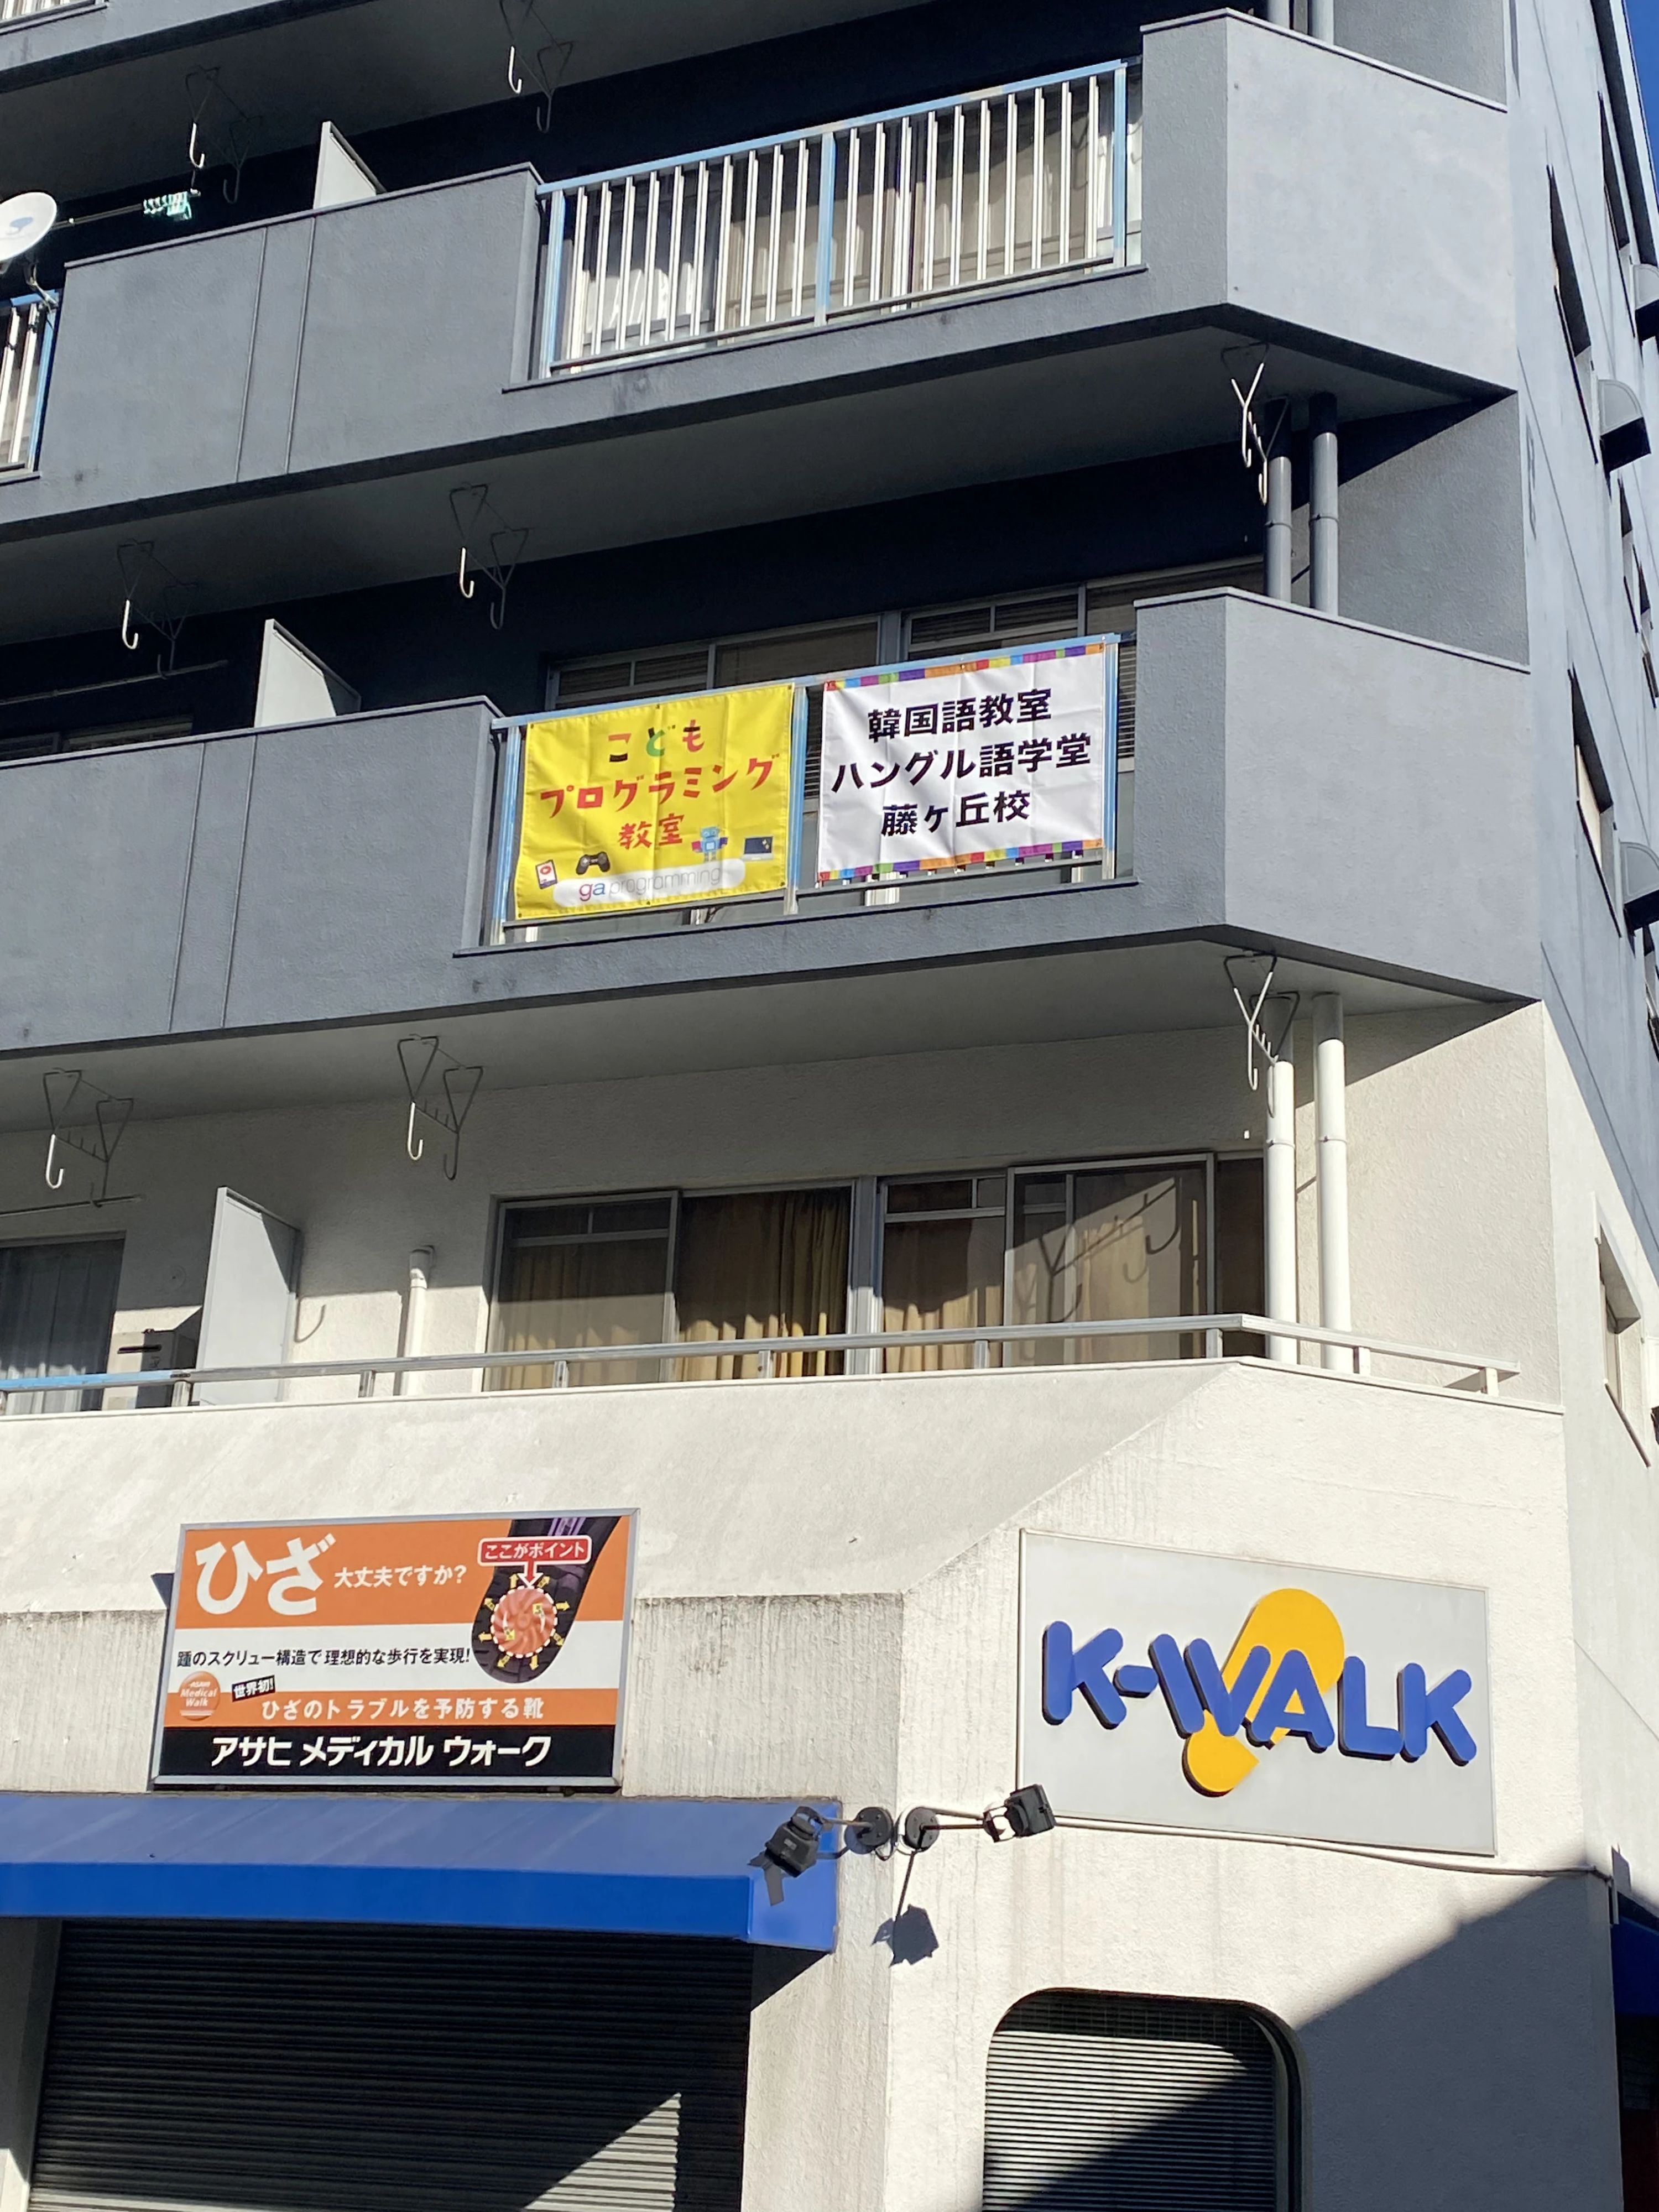 こども
プログラミング
教室
ga programming
韓国語教室
ハングル語学堂
藤ヶ丘校
ひざ 大丈夫ですか?
ここがポイント
踵のスクリュー構造で理想的な歩行を実現!
ASAHI
Medical
Walk
世界初!
ひざのトラブルを予防する靴
アサヒ メディカル ウォーク
K-WALK